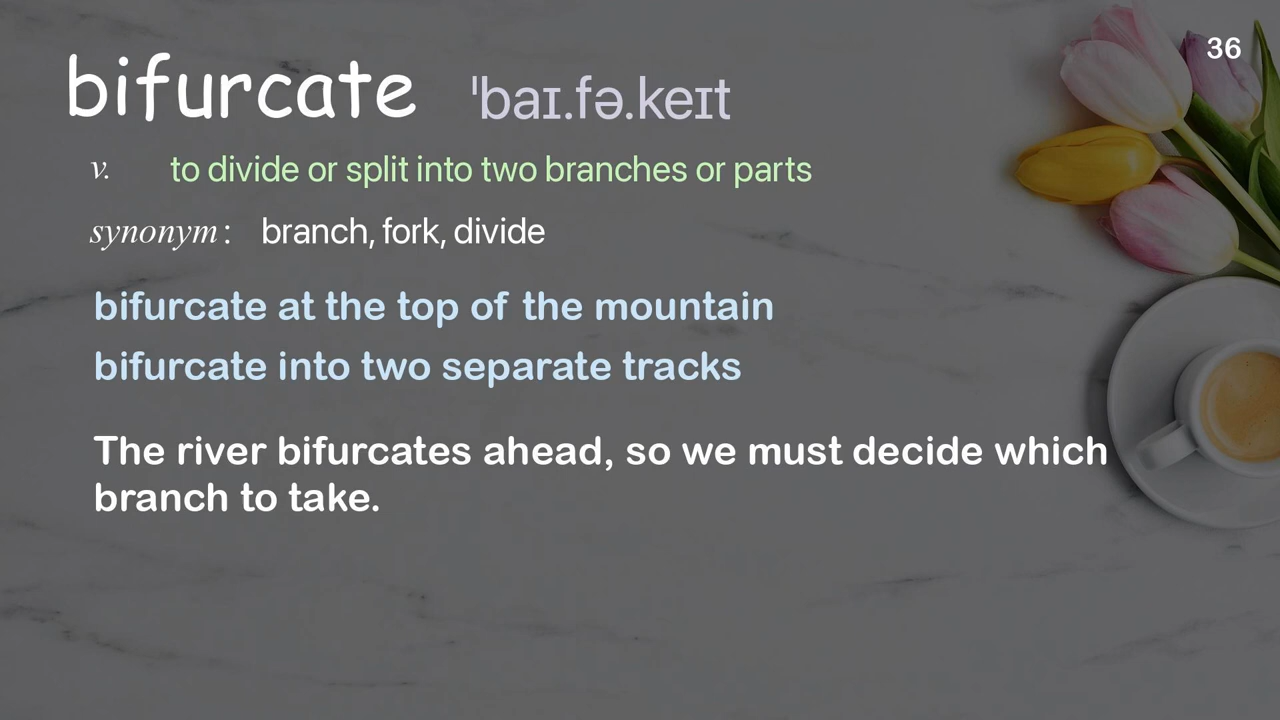 36
bifurcate ˈbaɪ.fə.keɪt
v. to divide or split into two branches or parts
synonym: branch, fork, divide
bifurcate at the top of the mountain
bifurcate into two separate tracks
The river bifurcates ahead, so we must decide which
branch to take.